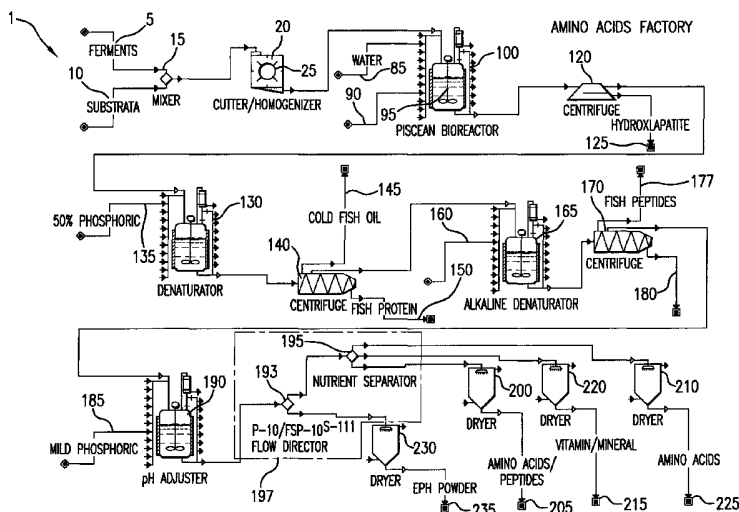 1
5
FERMENTS
10
SUBSTRATA
15
MIXER
20
25
CUTTER/HOMOGENIZER
WATER
85
90
95
100
PISCEAN BIOREACTOR
AMINO ACIDS FACTORY
120
CENTRIFUGE
HYDROXLAPATITE
125
50% PHOSPHORIC
135
130
DENATURATOR
145
COLD FISH OIL
140
CENTRIFUGE
FISH PROTEIN
150
160
165
ALKALINE DENATURATOR
170
FISH PEPTIDES
177
CENTRIFUGE
180
185
MILD PHOSPHORIC
190
pH ADJUSTER
193
195
NUTRIENT SEPARATOR
P-10/FSP-10S-111
FLOW DIRECTOR
197
230
DRYER
EPH POWDER
235
200
DRYER
AMINO ACIDS/
PEPTIDES
205
220
DRYER
VITAMIN/MINERAL
215
210
DRYER
AMINO ACIDS
225